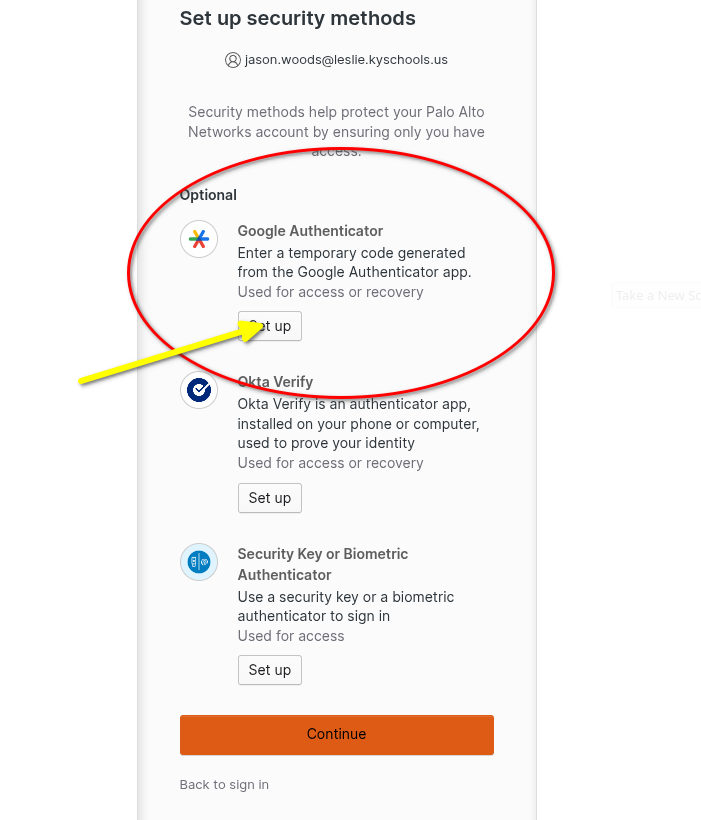 Set up security methods
jason.woods@leslie.kyschools.us
Security methods help protect your Palo Alto
Networks account by ensuring only you have
access.
Optional
Google Authenticator
Enter a temporary code generated
from the Google Authenticator app.
Used for access or recovery
Set up
Okta Verify
Okta Verify is an authenticator app,
installed on your phone or computer,
used to prove your identity
Used for access or recovery
Set up
Security Key or Biometric
Authenticator
Use a security key or a biometric
authenticator to sign in
Used for access
Set up
Continue
Back to sign in
Take a New Sc